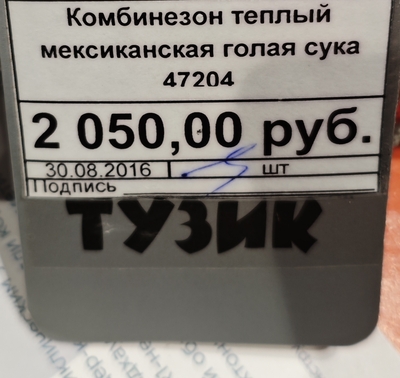 Комбинезон теплый
мексиканская голая сука
47204
2 050,00 руб.
30.08.2016 шт
Подпись
ТУЗИК